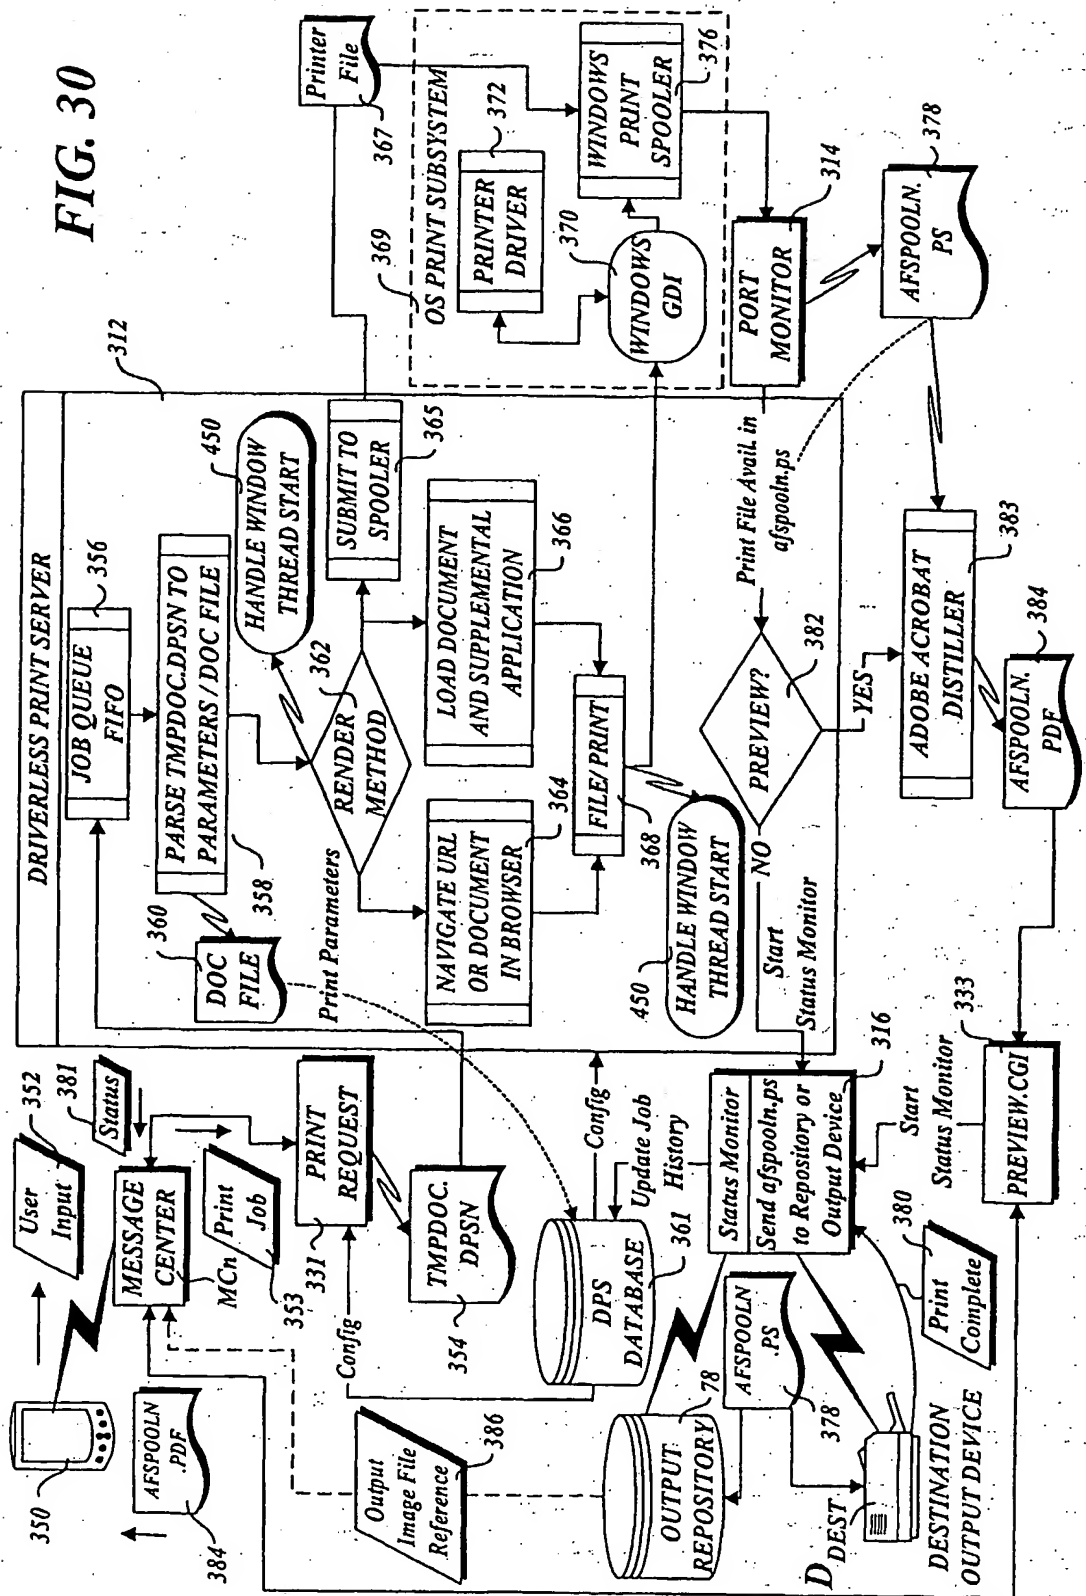 FIG. 30
DRIVERLESS PRINT SERVER
312
JOB QUEUE
FIFO
356
PARSE TMPDOC.DPSN TO
PARAMETERS / DOC FILE
358
360
DOC
FILE
Print Parameters
450
HANDLE WINDOW
THREAD START
362
RENDER
METHOD
SUBMIT TO
SPOOLER
365
NAVIGATE URL
OR DOCUMENT
IN BROWSER
364
LOAD DOCUMENT
AND SUPPLEMENTAL
APPLICATION
366
FILE/PRINT
368
450
HANDLE WINDOW
THREAD START
PREVIEW?
382
NO
YES
Start
Status Monitor
Print File Avail. in
afspooln.ps
Printer
File
367
369
OS PRINT SUBSYSTEM
PRINTER
DRIVER
372
370
WINDOWS
GDI
WINDOWS
PRINT
SPOOLER
376
PORT
MONITOR
314
AFSPOOLN.
PS
378
ADOBE ACROBAT
DISTILLER
383
AFSPOOLN.
PDF
384
350
User
Input
352
381
Status
MESSAGE
CENTER
MCn
Print
Job
353
AFSPOOLN
.PDF
384
PRINT
REQUEST
331
Config
TMPDOC.
DPSN
354
DPS
DATABASE
361
Config
Update Job
History
Output
Image File
Reference
386
OUTPUT
REPOSITORY
78
AFSPOOLN
.PS
378
Status Monitor
Send afspooln.ps
to Repository or
Output Device
316
Start
Status Monitor
333
PREVIEW.CGI
380
Print
Complete
D DEST
DESTINATION
OUTPUT DEVICE